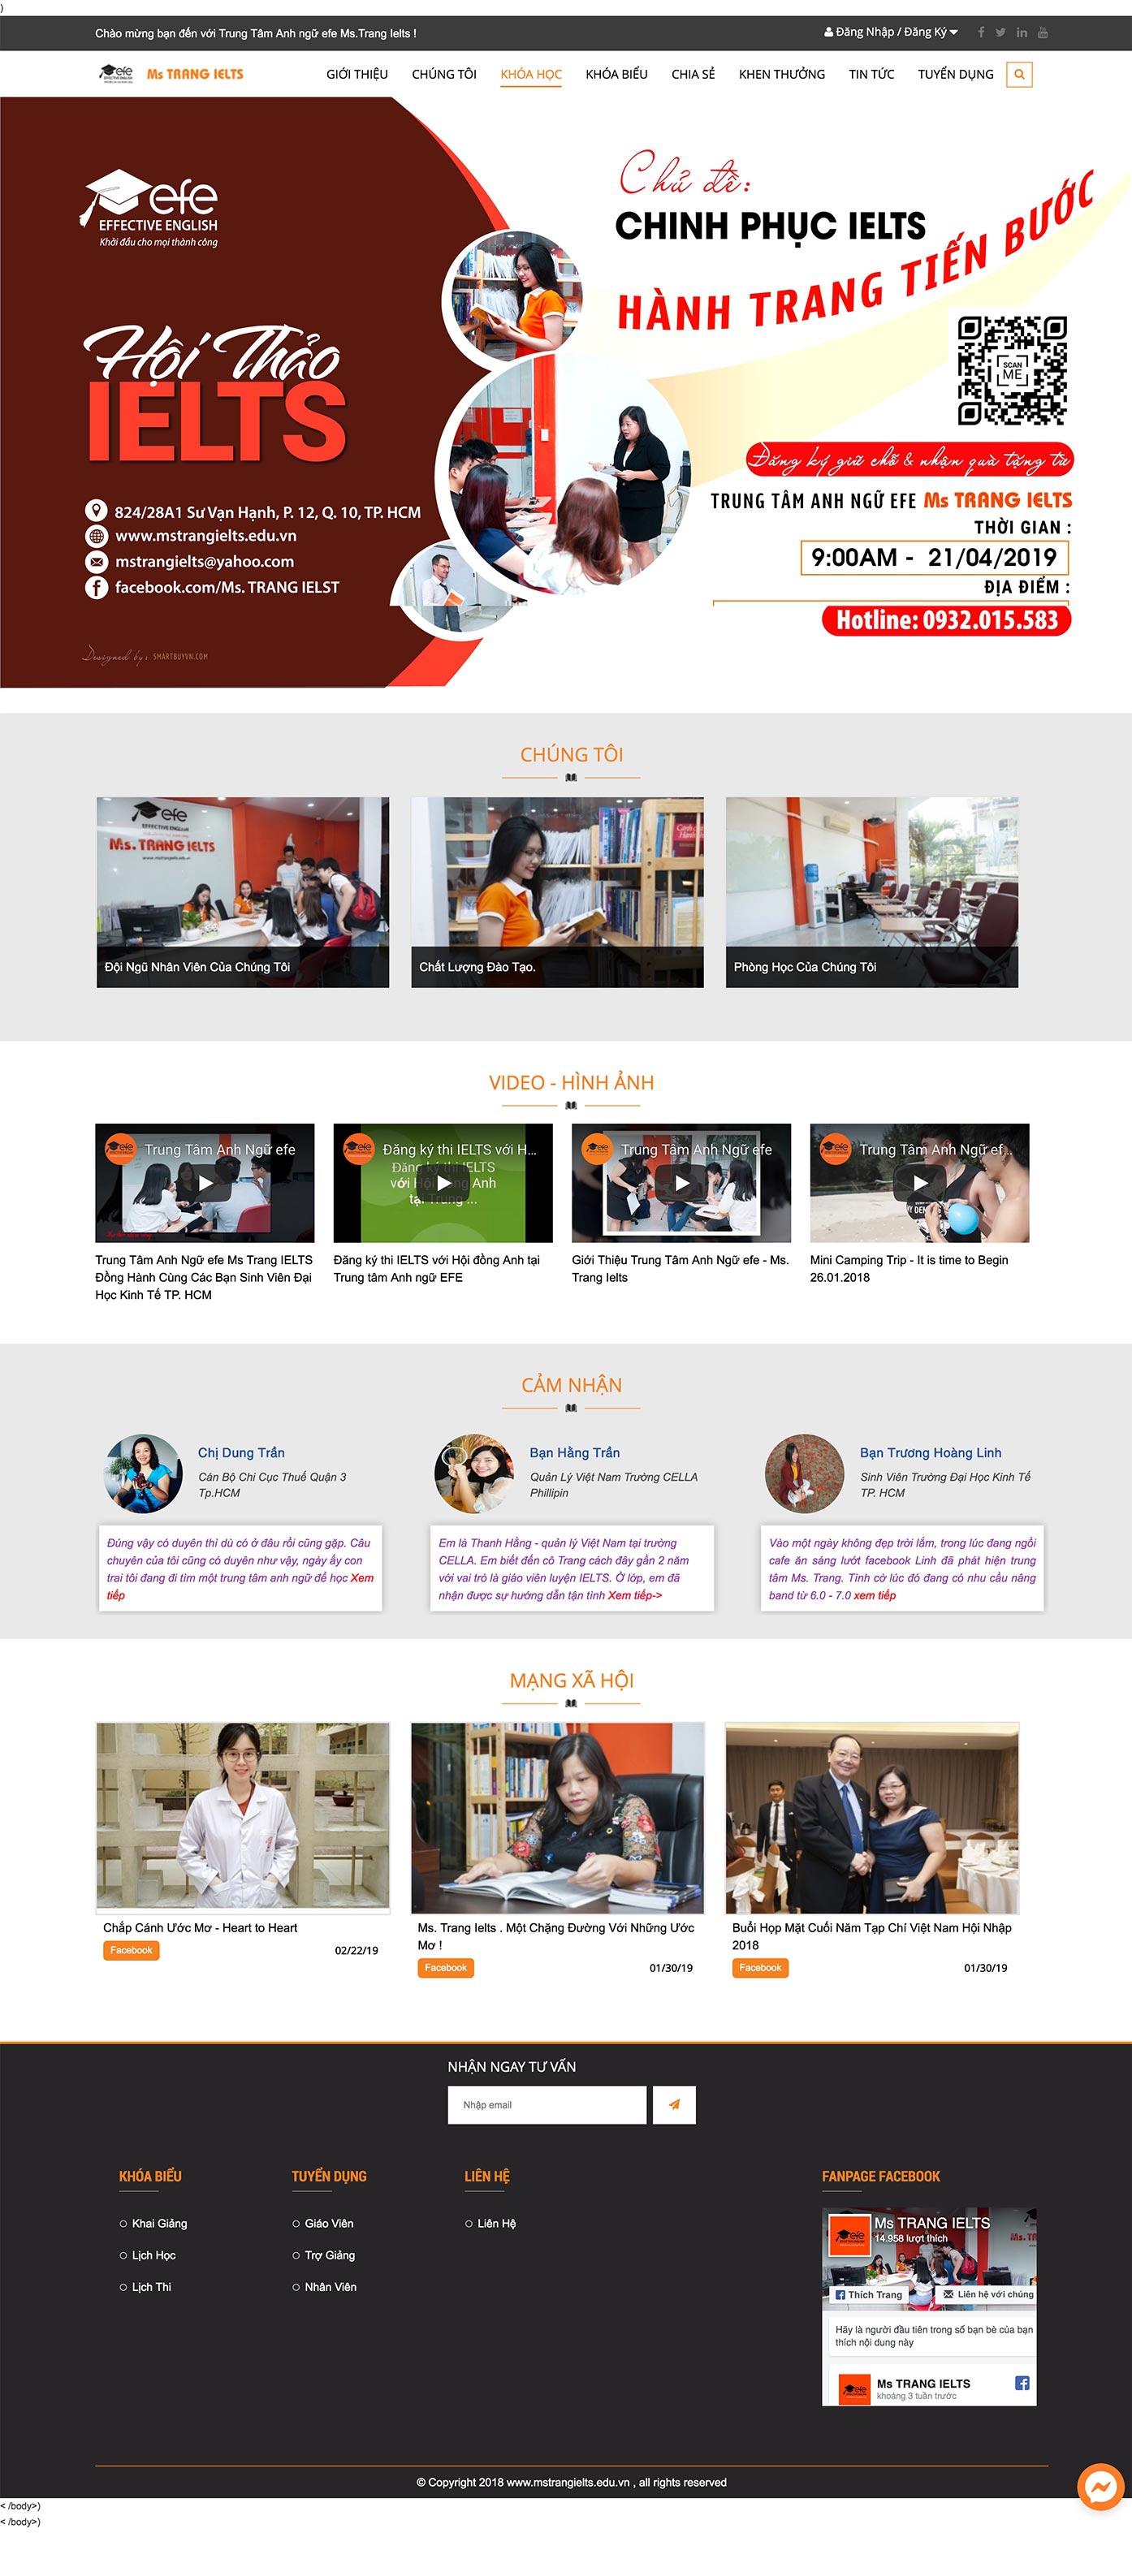 )
Chào mừng bạn đến với Trung Tâm Anh ngữ efe Ms.Trang Ielts !
Đăng Nhập / Đăng Ký
efe Ms TRANG IELTS
GIỚI THIỆU CHÚNG TÔI KHÓA HỌC KHÓA BIỂU CHIA SẺ KHEN THƯỞNG TIN TỨC TUYỂN DỤNG
efe
EFFECTIVE ENGLISH
Khởi đầu cho mọi thành công
Hội Thảo
IELTS
824/28A1 Sư Vạn Hạnh, P. 12, Q. 10, TP. HCM
www.mstrangielts.edu.vn
mstrangielts@yahoo.com
facebook.com/Ms. TRANG IELST
Designed by: SMARTBUYVN.COM
Chủ đề:
CHINH PHỤC IELTS
HÀNH TRANG TIẾN BƯỚC
SCAN
ME
Đăng ký giữ chỗ & nhận quà tặng từ
TRUNG TÂM ANH NGỮ EFE Ms TRANG IELTS
THỜI GIAN :
9:00AM - 21/04/2019
ĐỊA ĐIỂM :
Hotline: 0932.015.583
CHÚNG TÔI
efe
EFFECTIVE ENGLISH
Ms. TRANG IELTS
Đội Ngũ Nhân Viên Của Chúng Tôi
Chất Lượng Đào Tạo.
Phòng Học Của Chúng Tôi
VIDEO - HÌNH ẢNH
Trung Tâm Anh Ngữ efe
Đăng ký thi IELTS với H...
Đăng ký thi IELTS
với Hội đồng Anh
tại Trung ...
Trung Tâm Anh Ngữ efe
Trung Tâm Anh Ngữ ef...
Trung Tâm Anh Ngữ efe Ms Trang IELTS
Đồng Hành Cùng Các Bạn Sinh Viên Đại
Học Kinh Tế TP. HCM
Đăng ký thi IELTS với Hội đồng Anh tại
Trung tâm Anh ngữ EFE
Giới Thiệu Trung Tâm Anh Ngữ efe - Ms.
Trang Ielts
Mini Camping Trip - It is time to Begin
26.01.2018
CẢM NHẬN
Chị Dung Trần
Cán Bộ Chi Cục Thuế Quận 3
Tp.HCM
Đúng vậy có duyên thì dù có ở đâu rồi cũng gặp. Câu
chuyên của tôi cũng có duyên như vậy, ngày ấy con
trai tôi đang đi tìm một trung tâm anh ngữ để học Xem
tiếp
Bạn Hằng Trần
Quản Lý Việt Nam Trường CELLA
Phillipin
Em là Thanh Hằng - quản lý Việt Nam tại trường
CELLA. Em biết đến cô Trang cách đây gần 2 năm
với vai trò là giáo viên luyện IELTS. Ở lớp, em đã
nhận được sự hướng dẫn tận tình Xem tiếp->
Bạn Trương Hoàng Linh
Sinh Viên Trường Đại Học Kinh Tế
TP. HCM
Vào một ngày không đẹp trời lắm, trong lúc đang ngồi
cafe ăn sáng lướt facebook Linh đã phát hiện trung
tâm Ms. Trang. Tình cờ lúc đó đang có nhu cầu nâng
band từ 6.0 - 7.0 xem tiếp
MẠNG XÃ HỘI
Chắp Cánh Ước Mơ - Heart to Heart
Facebook 02/22/19
Ms. Trang Ielts . Một Chặng Đường Với Những Ước
Mơ !
Facebook 01/30/19
Buổi Họp Mặt Cuối Năm Tạp Chí Việt Nam Hội Nhập
2018
Facebook 01/30/19
NHẬN NGAY TƯ VẤN
Nhập email
KHÓA BIỂU
Khai Giảng
Lịch Học
Lịch Thi
TUYỂN DỤNG
Giáo Viên
Trợ Giảng
Nhân Viên
LIÊN HỆ
Liên Hệ
FANPAGE FACEBOOK
Ms TRANG IELTS
14.958 lượt thích
Thích Trang
Liên hệ với chúng
Hãy là người đầu tiên trong số bạn bè của bạn
thích nội dung này
Ms TRANG IELTS
khoảng 3 tuần trước
© Copyright 2018 www.mstrangielts.edu.vn , all rights reserved
< /body>)
< /body>)